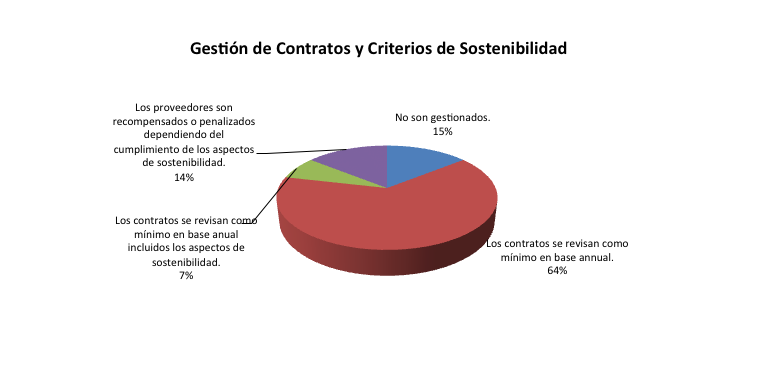 Gestión de Contratos y Criterios de Sostenibilidad
Los proveedores son
recompensados o penalizados
dependiendo del
cumplimiento de los aspectos
de sostenibilidad.
14%
No son gestionados.
15%
Los contratos se revisan como
mínimo en base anual
incluidos los aspectos de
sostenibilidad.
7%
Los contratos se revisan como
mínimo en base annual.
64%